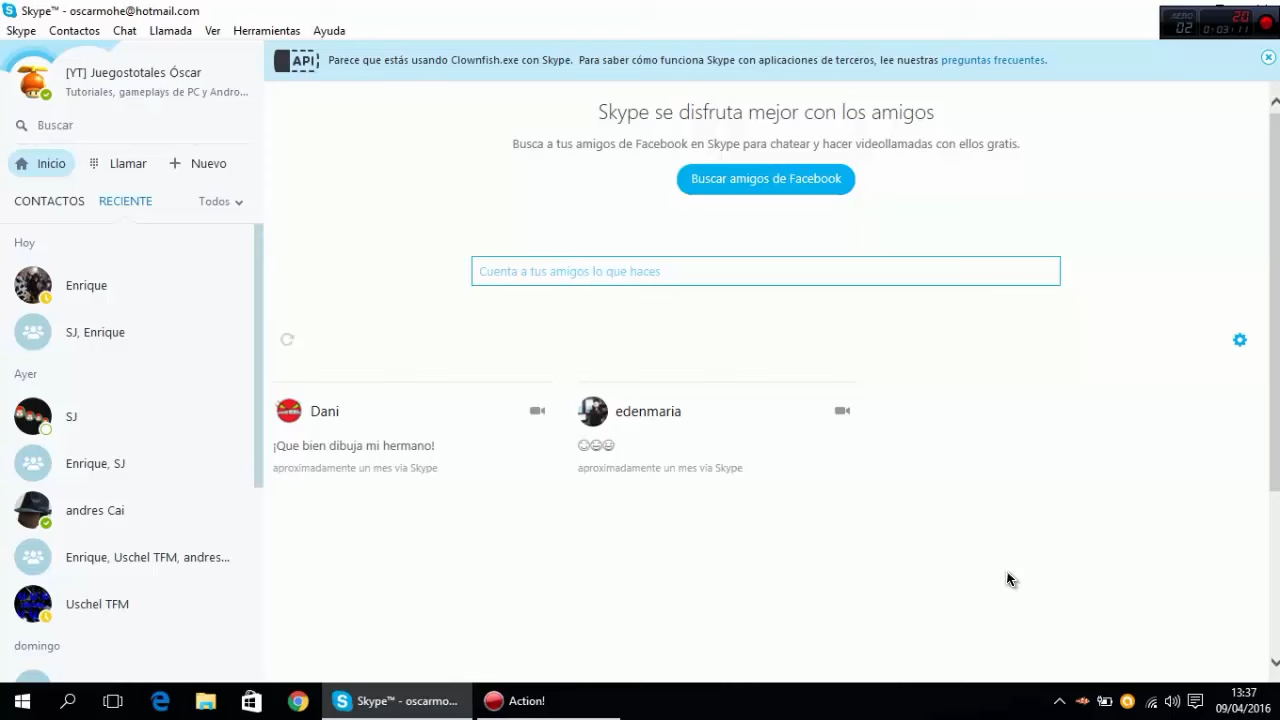 Skype™ - oscarmohe@hotmail.com
Skype Contactos Chat Llamada Ver Herramientas Ayuda
02 20
0:03:11
[YT] Juegostotales Óscar
Tutoriales, gameplays de PC y Andro...
API Parece que estás usando Clownfish.exe con Skype. Para saber cómo funciona Skype con aplicaciones de terceros, lee nuestras preguntas frecuentes.
Buscar
Inicio Llamar Nuevo
CONTACTOS RECIENTE Todos
Hoy
Enrique
SJ, Enrique
Ayer
SJ
Enrique, SJ
andres Cai
Enrique, Uschel TFM, andres...
Uschel TFM
domingo
Skype se disfruta mejor con los amigos
Busca a tus amigos de Facebook en Skype para chatear y hacer videollamadas con ellos gratis.
Buscar amigos de Facebook
Cuenta a tus amigos lo que haces
Dani
¡Que bien dibuja mi hermano!
aproximadamente un mes vía Skype
edenmaria
aproximadamente un mes vía Skype
Skype™ - oscarmo... Action!
13:37
09/04/2016